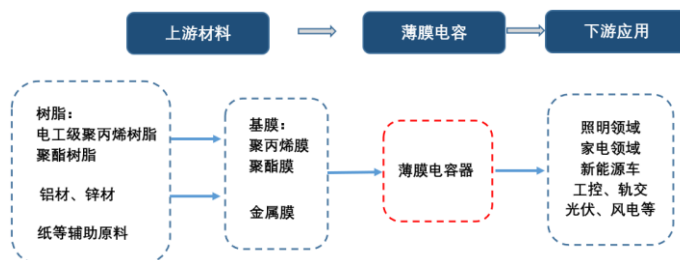 上游材料
薄膜电容
下游应用
树脂：
电工级聚丙烯树脂
聚酯树脂
铝材、锌材
纸等辅助原料
基膜：
聚丙烯膜
聚酯膜
金属膜
薄膜电容器
照明领域
家电领域
新能源车
工控、轨交
光伏、风电等